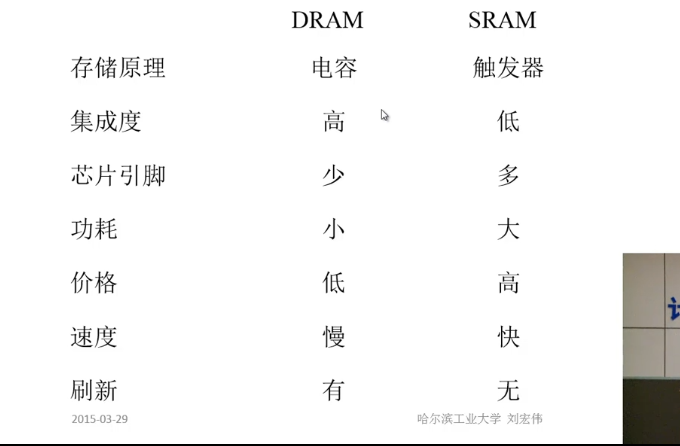 DRAM SRAM
存储原理 电容 触发器
集成度 高 低
芯片引脚 少 多
功耗 小 大
价格 低 高
速度 慢 快
刷新 有 无
2015-03-29 哈尔滨工业大学 刘宏伟